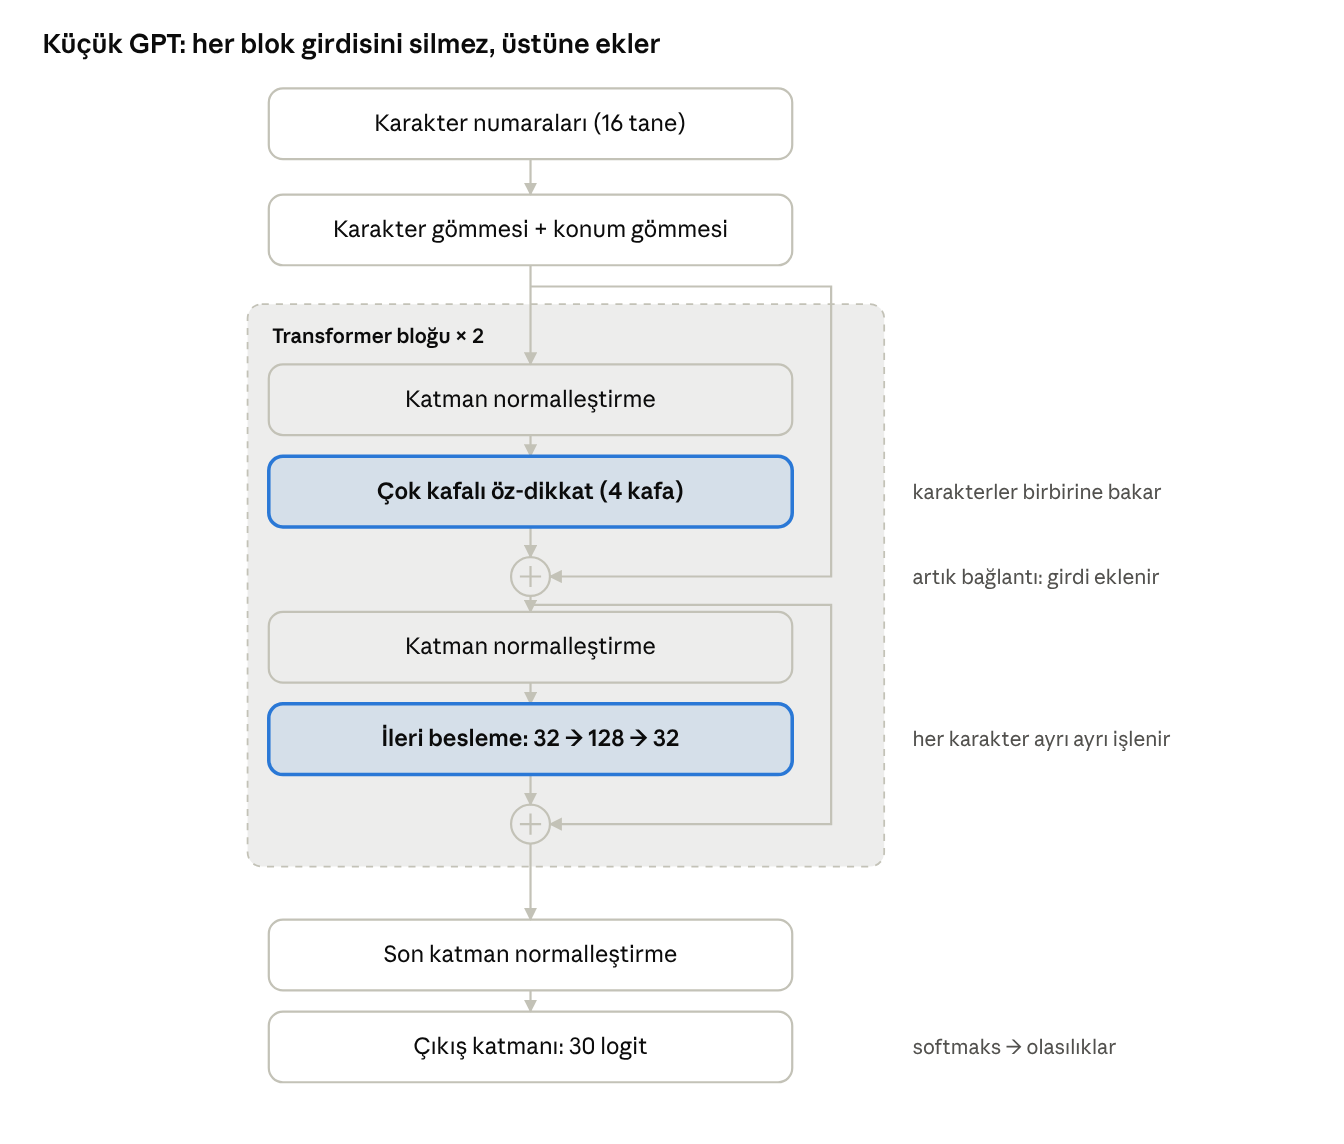 Küçük GPT: her blok girdisini silmez, üstüne ekler
Karakter numaraları (16 tane)
Karakter gömmesi + konum gömmesi
Transformer bloğu × 2
Katman normalleştirme
Çok kafalı öz-dikkat (4 kafa)
karakterler birbirine bakar
artık bağlantı: girdi eklenir
Katman normalleştirme
İleri besleme: 32 → 128 → 32
her karakter ayrı ayrı işlenir
Son katman normalleştirme
Çıkış katmanı: 30 logit
softmaks → olasılıklar